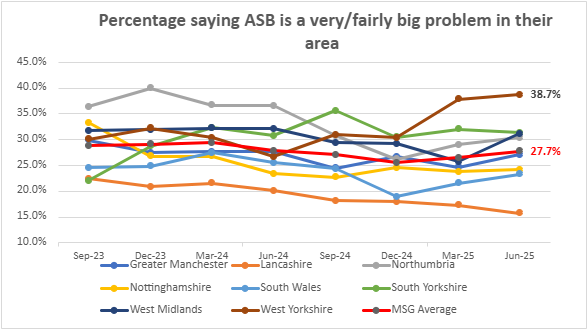 Percentage saying ASB is a very/fairly big problem in their
area
45.0%
40.0%
35.0%
30.0%
25.0%
20.0%
15.0%
10.0%
38.7%
27.7%
Sep-23 Dec-23 Mar-24 Jun-24 Sep-24 Dec-24 Mar-25 Jun-25
Greater Manchester Lancashire Northumbria
Nottinghamshire South Wales South Yorkshire
West Midlands West Yorkshire MSG Average